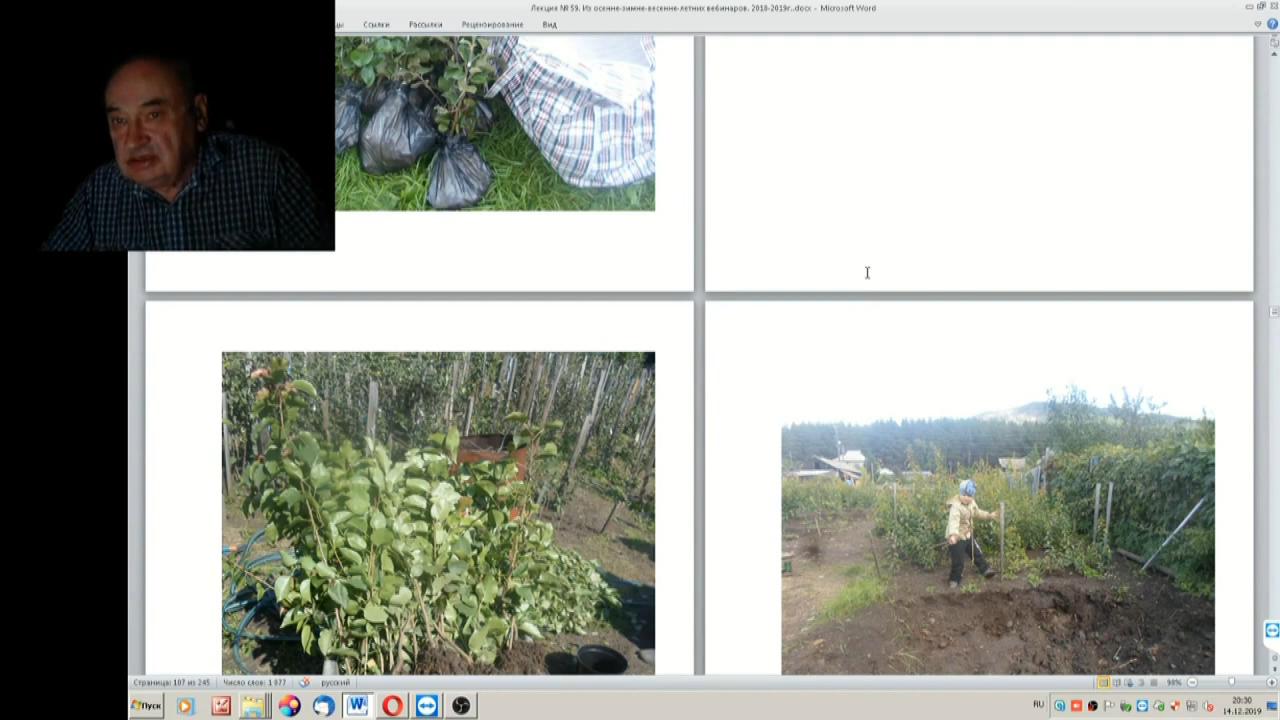 Лекция № 59. Из осенне-зимне-весенне-летних вебинаров. 2018-2019г..docx - Microsoft Word
Ссылки Рассылки Рецензирование Вид
Страница: 107 из 245 Число слов: 1 077 русский 98%
Пуск RU 20:30
14.12.2019